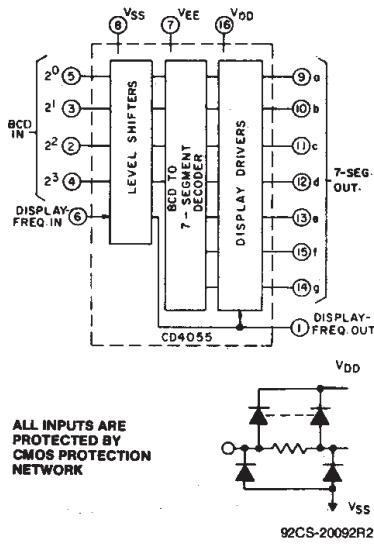 VSS VEE VDD
8 7 16
2⁰ 5
2¹ 3
2² 2
2³ 4
BCD IN
DISPLAY-
FREQ. IN 6
LEVEL SHIFTERS
BCD TO
7 - SEGMENT
DECODER
DISPLAY DRIVERS
9 a
10 b
11 c
12 d
13 e
15 f
14 g
7-SEG.
OUT.
1 DISPLAY-
FREQ. OUT
CD4055
ALL INPUTS ARE
PROTECTED BY
CMOS PROTECTION
NETWORK
VDD
VSS
92CS-20092R2